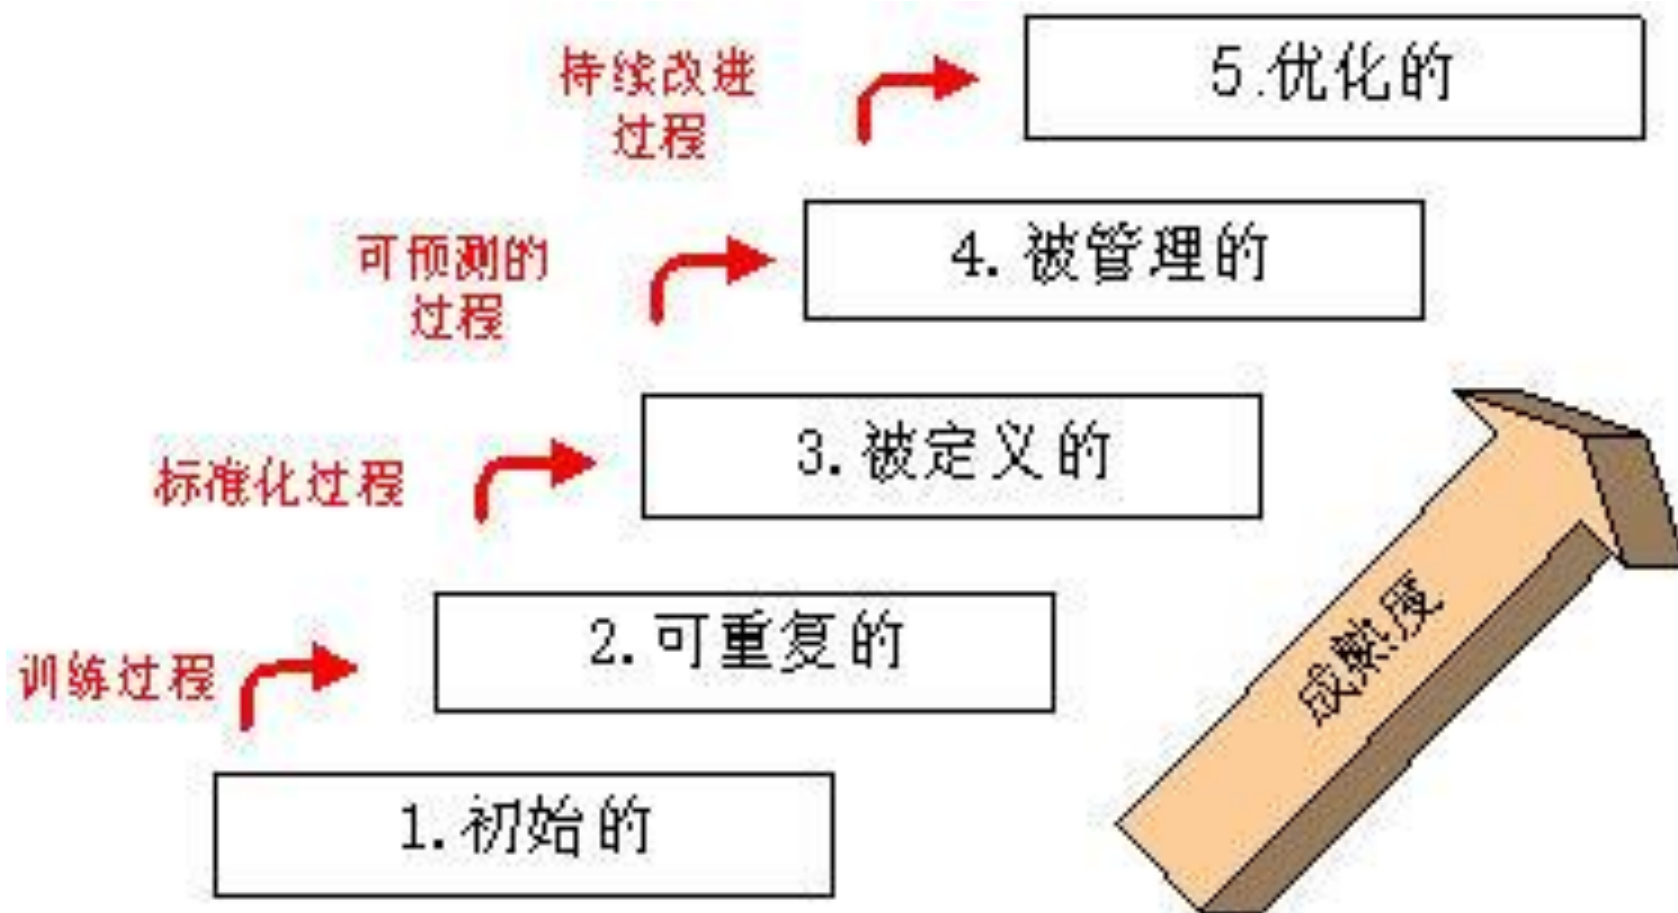 持续改进
过程
5.优化的
可预测的
过程
4.被管理的
标准化过程
3.被定义的
训练过程
2.可重复的
1.初始的
成熟度